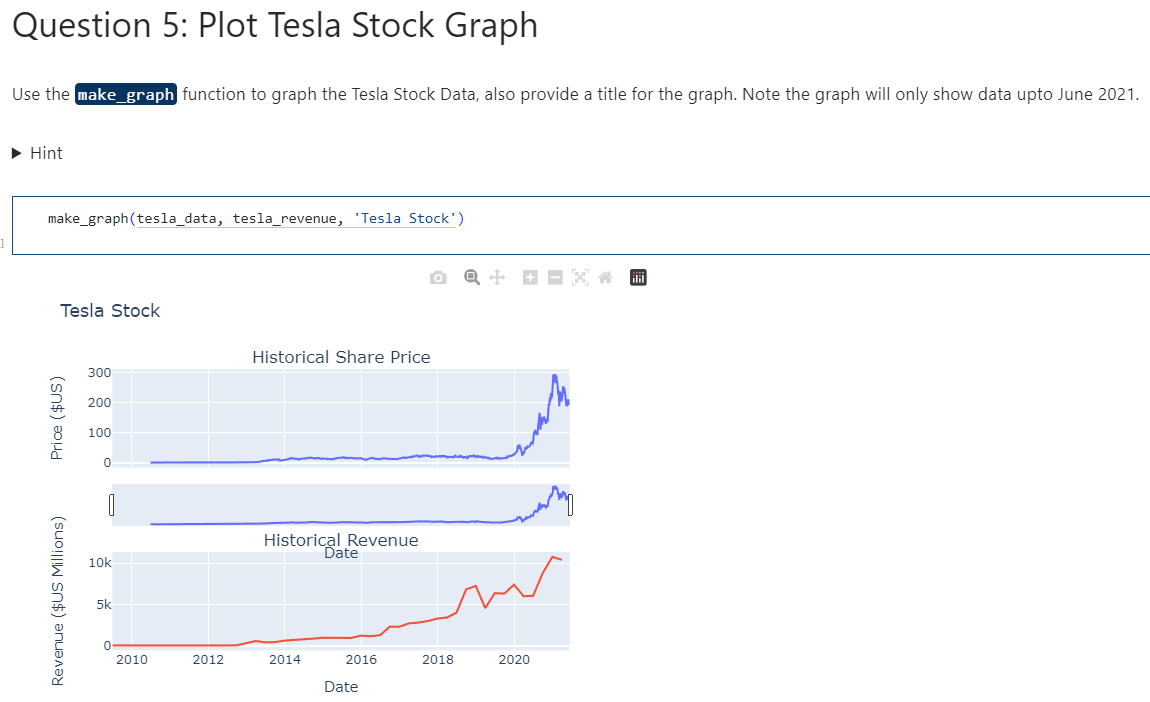 Question 5: Plot Tesla Stock Graph
Use the make_graph function to graph the Tesla Stock Data, also provide a title for the graph. Note the graph will only show data upto June 2021.
Hint
make_graph(tesla_data, tesla_revenue, 'Tesla Stock')
]
Tesla Stock
Historical Share Price
Price ($US)
300
200
100
0
Historical Revenue
Date
Revenue ($US Millions)
10k
5k
0
2010 2012 2014 2016 2018 2020
Date